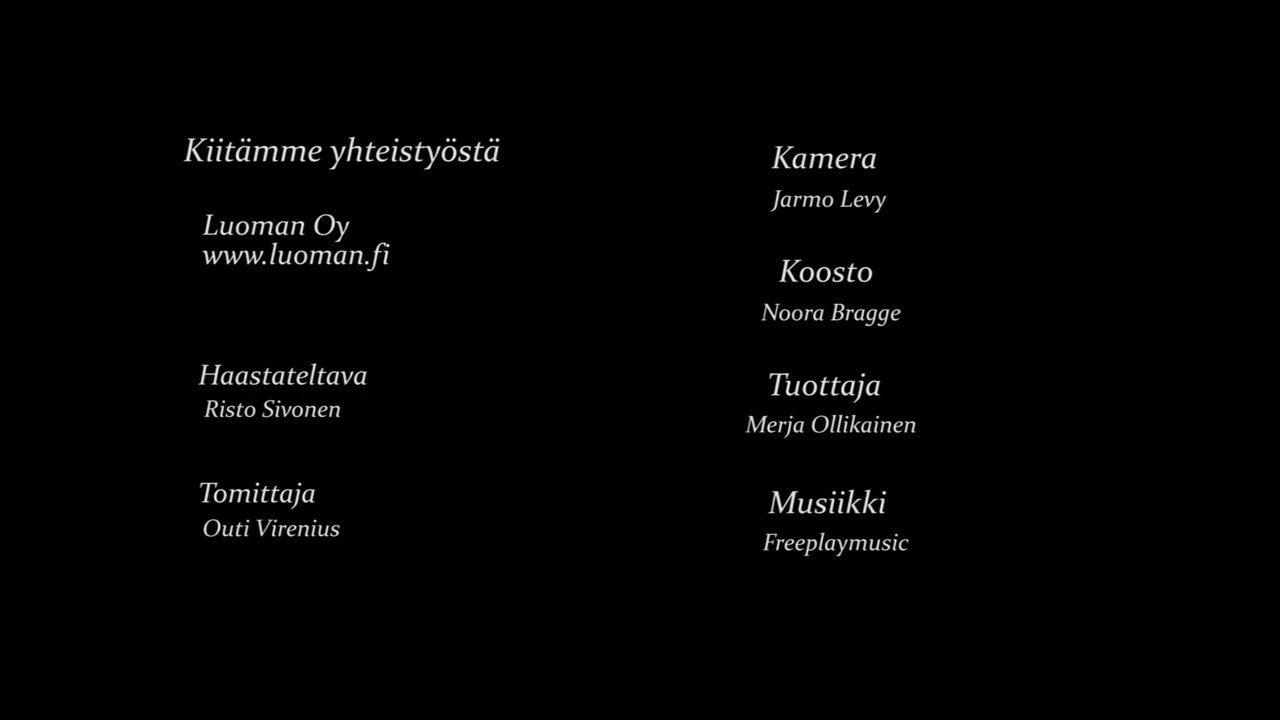 Kiitämme yhteistyöstä
Luoman Oy
www.luoman.fi
Haastateltava
Risto Sivonen
Tomittaja
Outi Virenius
Kamera
Jarmo Levy
Koosto
Noora Bragge
Tuottaja
Merja Ollikainen
Musiikki
Freeplaymusic